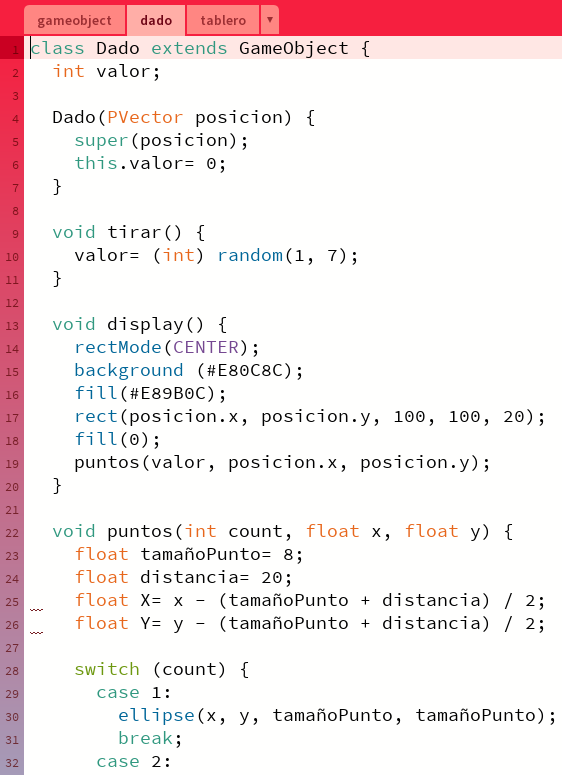 gameobject dado tablero ▼
1 class Dado extends GameObject {
2   int valor;
3
4   Dado(PVector posicion) {
5     super(posicion);
6     this.valor= 0;
7   }
8
9   void tirar() {
10     valor= (int) random(1, 7);
11   }
12
13   void display() {
14     rectMode(CENTER);
15     background (#E80C8C);
16     fill(#E89B0C);
17     rect(posicion.x, posicion.y, 100, 100, 20);
18     fill(0);
19     puntos(valor, posicion.x, posicion.y);
20   }
21
22   void puntos(int count, float x, float y) {
23     float tamañoPunto= 8;
24     float distancia= 20;
25     float X= x - (tamañoPunto + distancia) / 2;
26     float Y= y - (tamañoPunto + distancia) / 2;
27
28     switch (count) {
29       case 1:
30         ellipse(x, y, tamañoPunto, tamañoPunto);
31         break;
32       case 2: